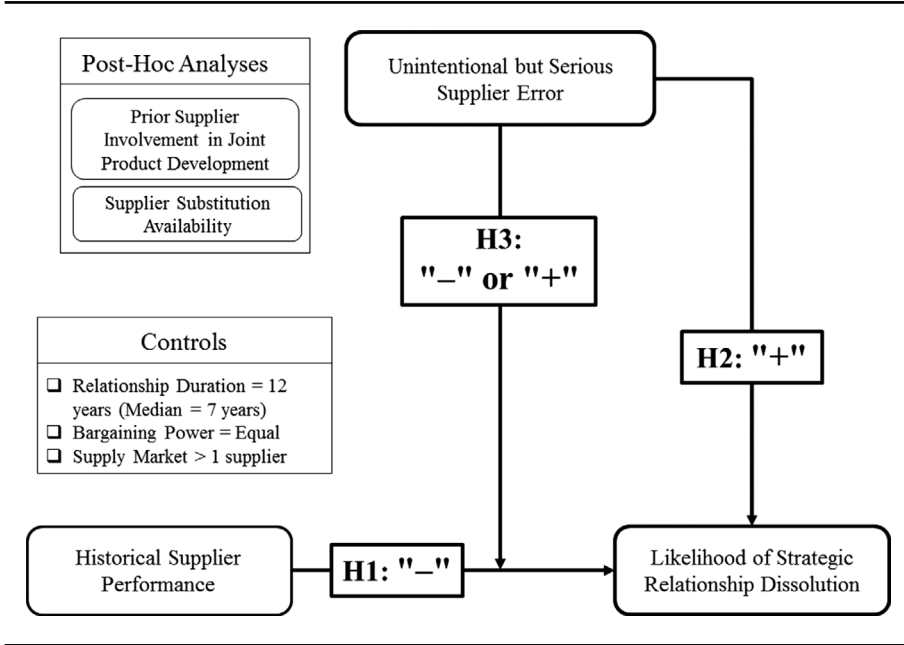 Post-Hoc Analyses
Prior Supplier
Involvement in Joint
Product Development
Supplier Substitution
Availability
Unintentional but Serious
Supplier Error
H3:
"–" or "+"
H2: "+"
Controls
❑ Relationship Duration = 12
years (Median = 7 years)
❑ Bargaining Power = Equal
❑ Supply Market > 1 supplier
Historical Supplier
Performance
H1: "–"
Likelihood of Strategic
Relationship Dissolution